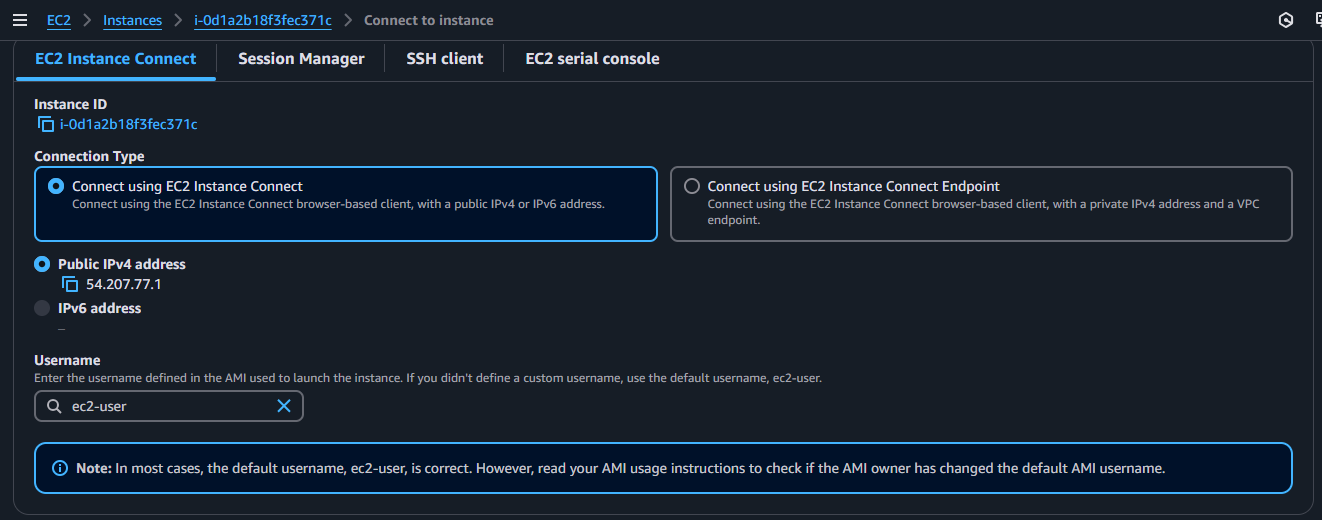 EC2 > Instances > i-0d1a2b18f3fec371c > Connect to instance
EC2 Instance Connect Session Manager SSH client EC2 serial console
Instance ID
i-0d1a2b18f3fec371c
Connection Type
Connect using EC2 Instance Connect
Connect using the EC2 Instance Connect browser-based client, with a public IPv4 or IPv6 address.
Connect using EC2 Instance Connect Endpoint
Connect using the EC2 Instance Connect browser-based client, with a private IPv4 address and a VPC
endpoint.
Public IPv4 address
54.207.77.1
IPv6 address
–
Username
Enter the username defined in the AMI used to launch the instance. If you didn't define a custom username, use the default username, ec2-user.
ec2-user
Note: In most cases, the default username, ec2-user, is correct. However, read your AMI usage instructions to check if the AMI owner has changed the default AMI username.